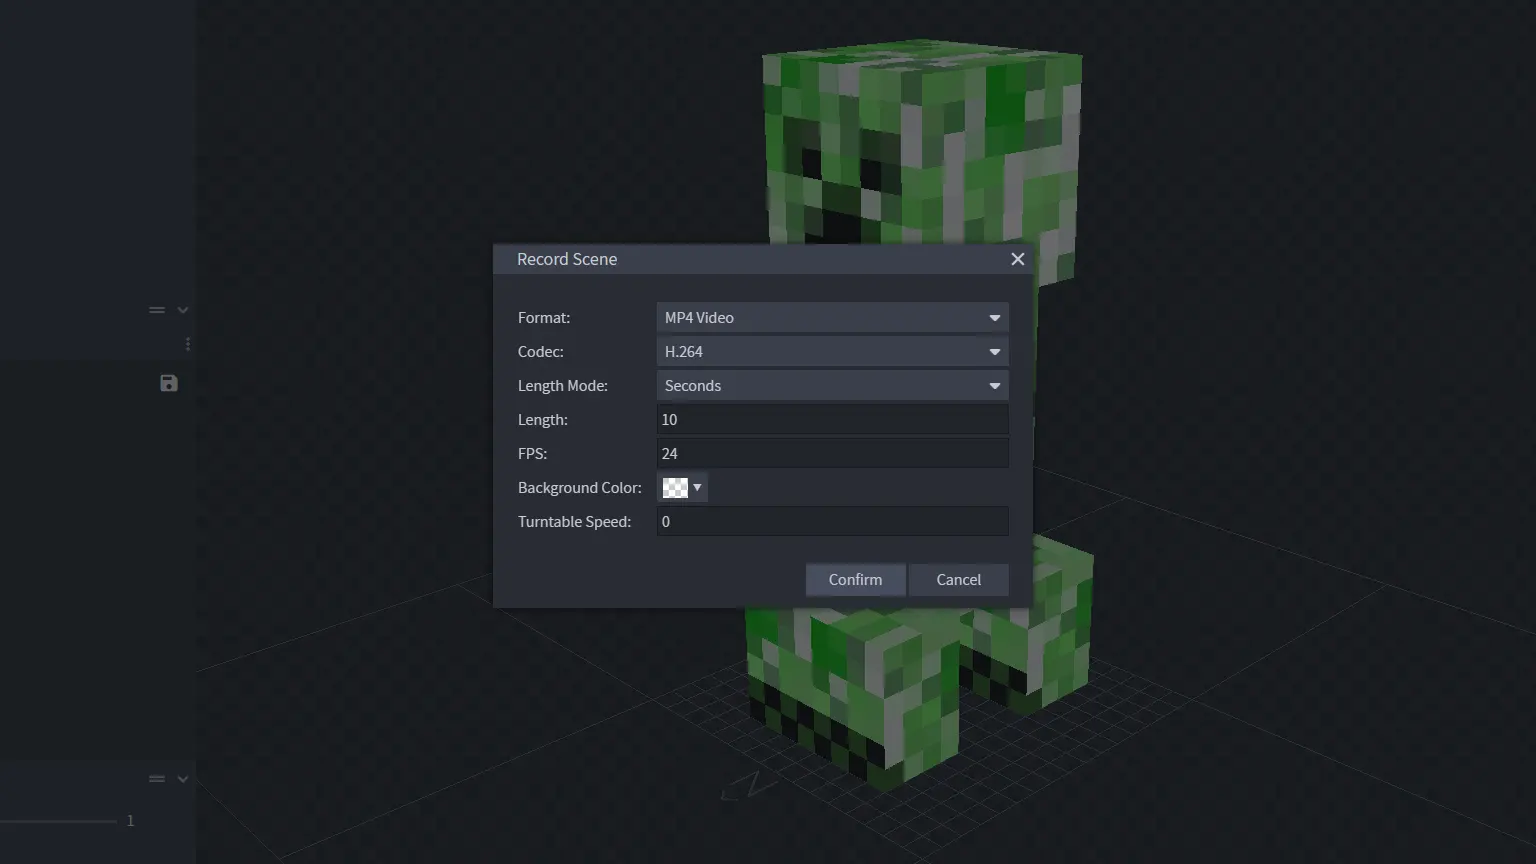 Record Scene
Format: MP4 Video
Codec: H.264
Length Mode: Seconds
Length: 10
FPS: 24
Background Color:
Turntable Speed: 0
Confirm Cancel
1